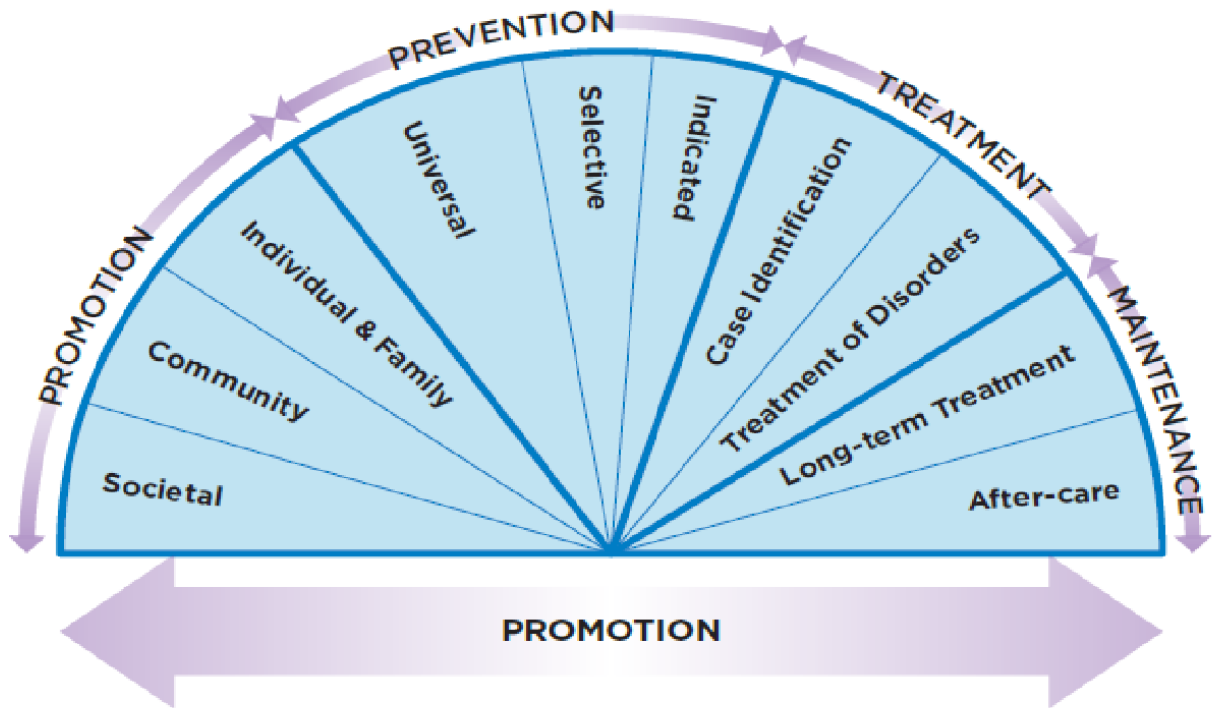 PROMOTION
PREVENTION
TREATMENT
MAINTENANCE
Societal
Community
Individual & Family
Universal
Selective
Indicated
Case Identification
Treatment of Disorders
Long-term Treatment
After-care
PROMOTION